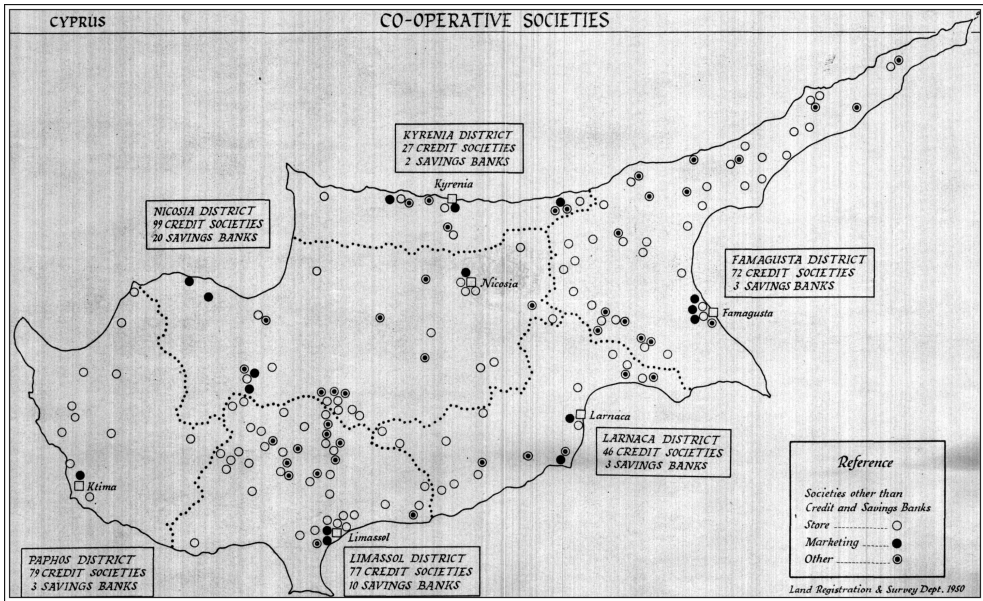 CYPRUS
CO-OPERATIVE SOCIETIES
KYRENIA DISTRICT
27 CREDIT SOCIETIES
2 SAVINGS BANKS
Kyrenia
NICOSIA DISTRICT
99 CREDIT SOCIETIES
20 SAVINGS BANKS
Nicosia
FAMAGUSTA DISTRICT
72 CREDIT SOCIETIES
3 SAVINGS BANKS
Famagusta
Larnaca
LARNACA DISTRICT
46 CREDIT SOCIETIES
3 SAVINGS BANKS
Ktima
Limassol
PAPHOS DISTRICT
79 CREDIT SOCIETIES
3 SAVINGS BANKS
LIMASSOL DISTRICT
77 CREDIT SOCIETIES
10 SAVINGS BANKS
Reference
Societies other than
Credit and Savings Banks
Store
Marketing
Other
Land Registration & Survey Dept. 1950